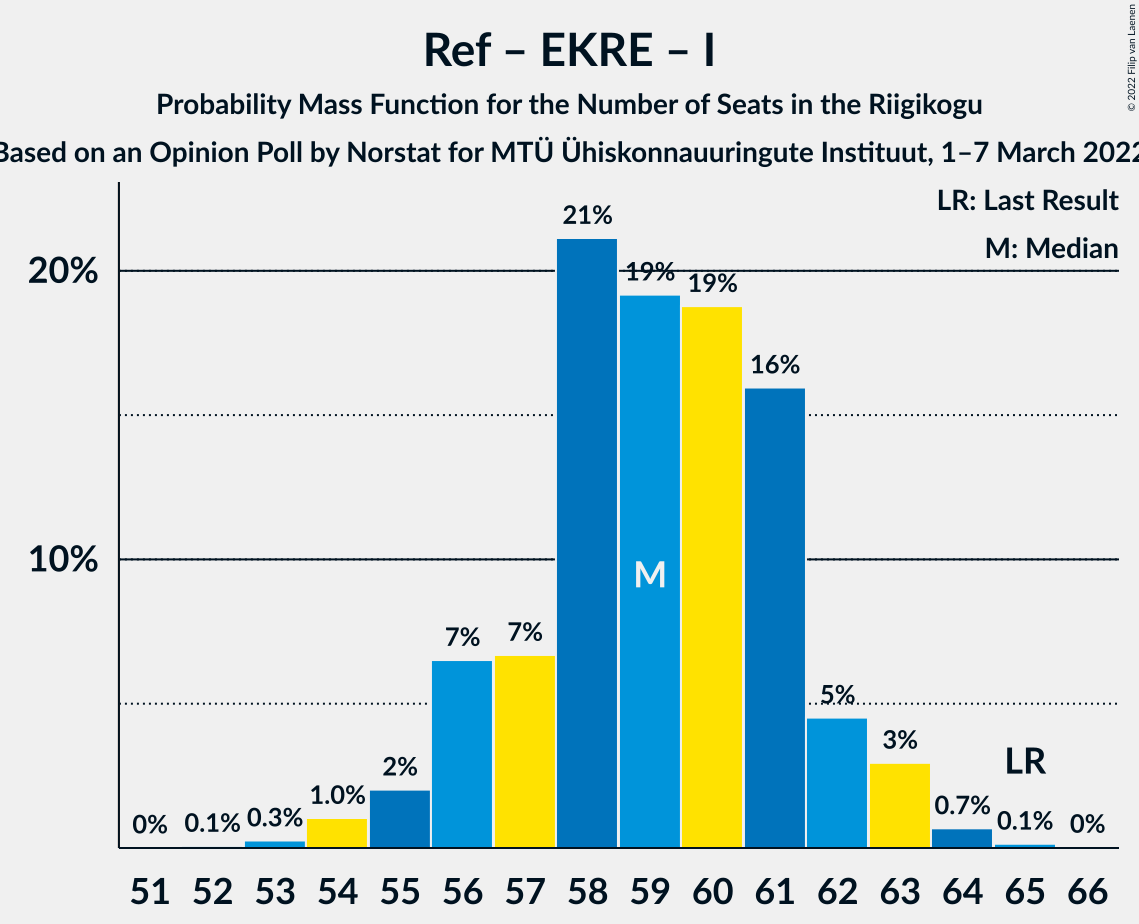 Ref – EKRE – I
Probability Mass Function for the Number of Seats in the Riigikogu
Based on an Opinion Poll by Norstat for MTÜ Ühiskonnauuringute Instituut, 1–7 March 2022
© 2022 Filip van Laenen
LR: Last Result
M: Median
20%
10%
0%
0.1%
0.3%
1.0%
2%
7%
7%
21%
19%
19%
16%
5%
3%
0.7%
0.1%
0%
M
LR
51 52 53 54 55 56 57 58 59 60 61 62 63 64 65 66